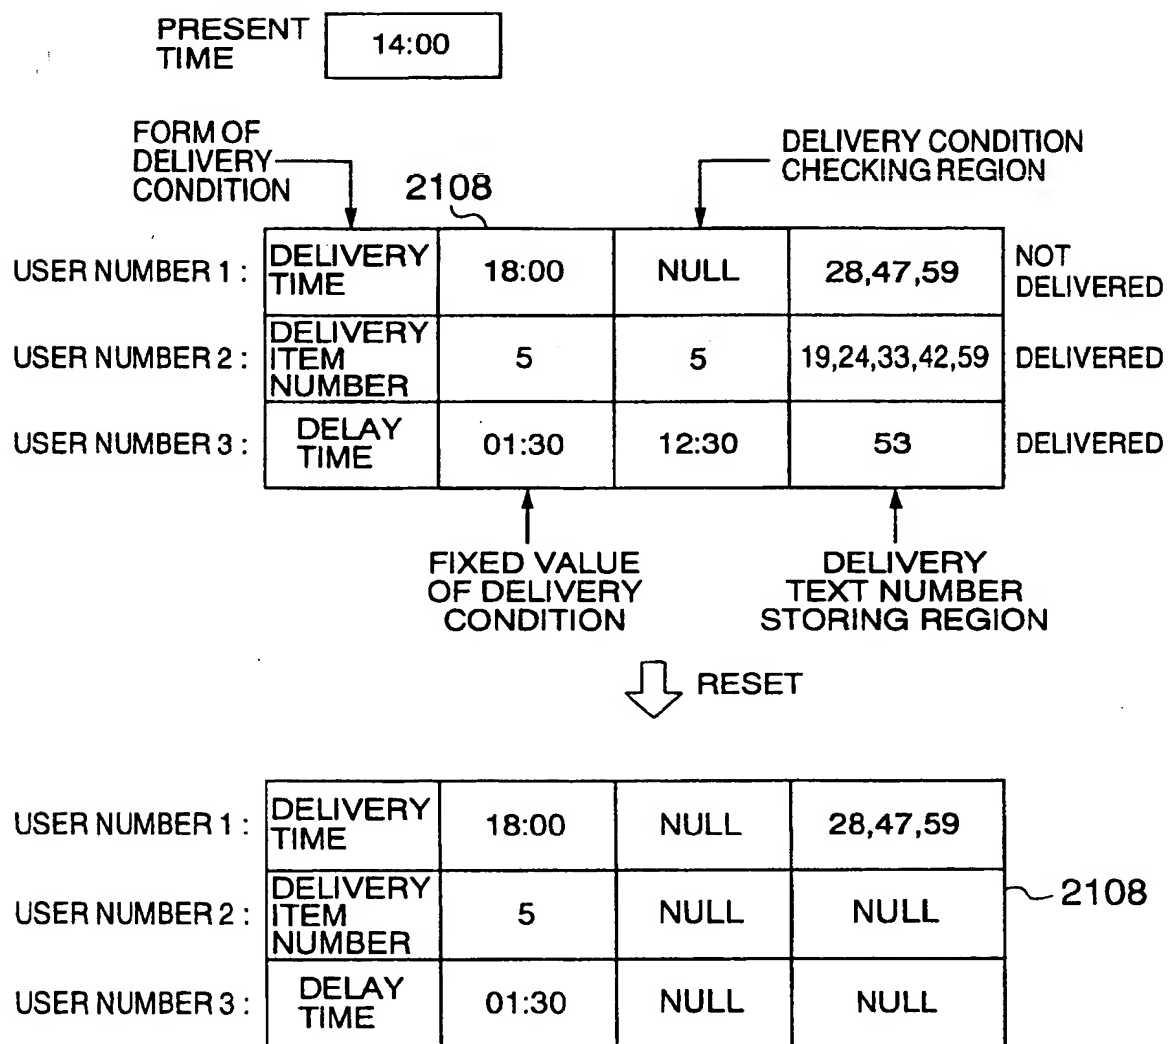 PRESENT
TIME
14:00
FORM OF
DELIVERY
CONDITION
2108
DELIVERY CONDITION
CHECKING REGION
USER NUMBER 1 :
DELIVERY
TIME
18:00
NULL
28,47,59
NOT
DELIVERED
USER NUMBER 2 :
DELIVERY
ITEM
NUMBER
5
5
19,24,33,42,59
DELIVERED
USER NUMBER 3 :
DELAY
TIME
01:30
12:30
53
DELIVERED
FIXED VALUE
OF DELIVERY
CONDITION
DELIVERY
TEXT NUMBER
STORING REGION
RESET
USER NUMBER 1 :
DELIVERY
TIME
18:00
NULL
28,47,59
USER NUMBER 2 :
DELIVERY
ITEM
NUMBER
5
NULL
NULL
2108
USER NUMBER 3 :
DELAY
TIME
01:30
NULL
NULL